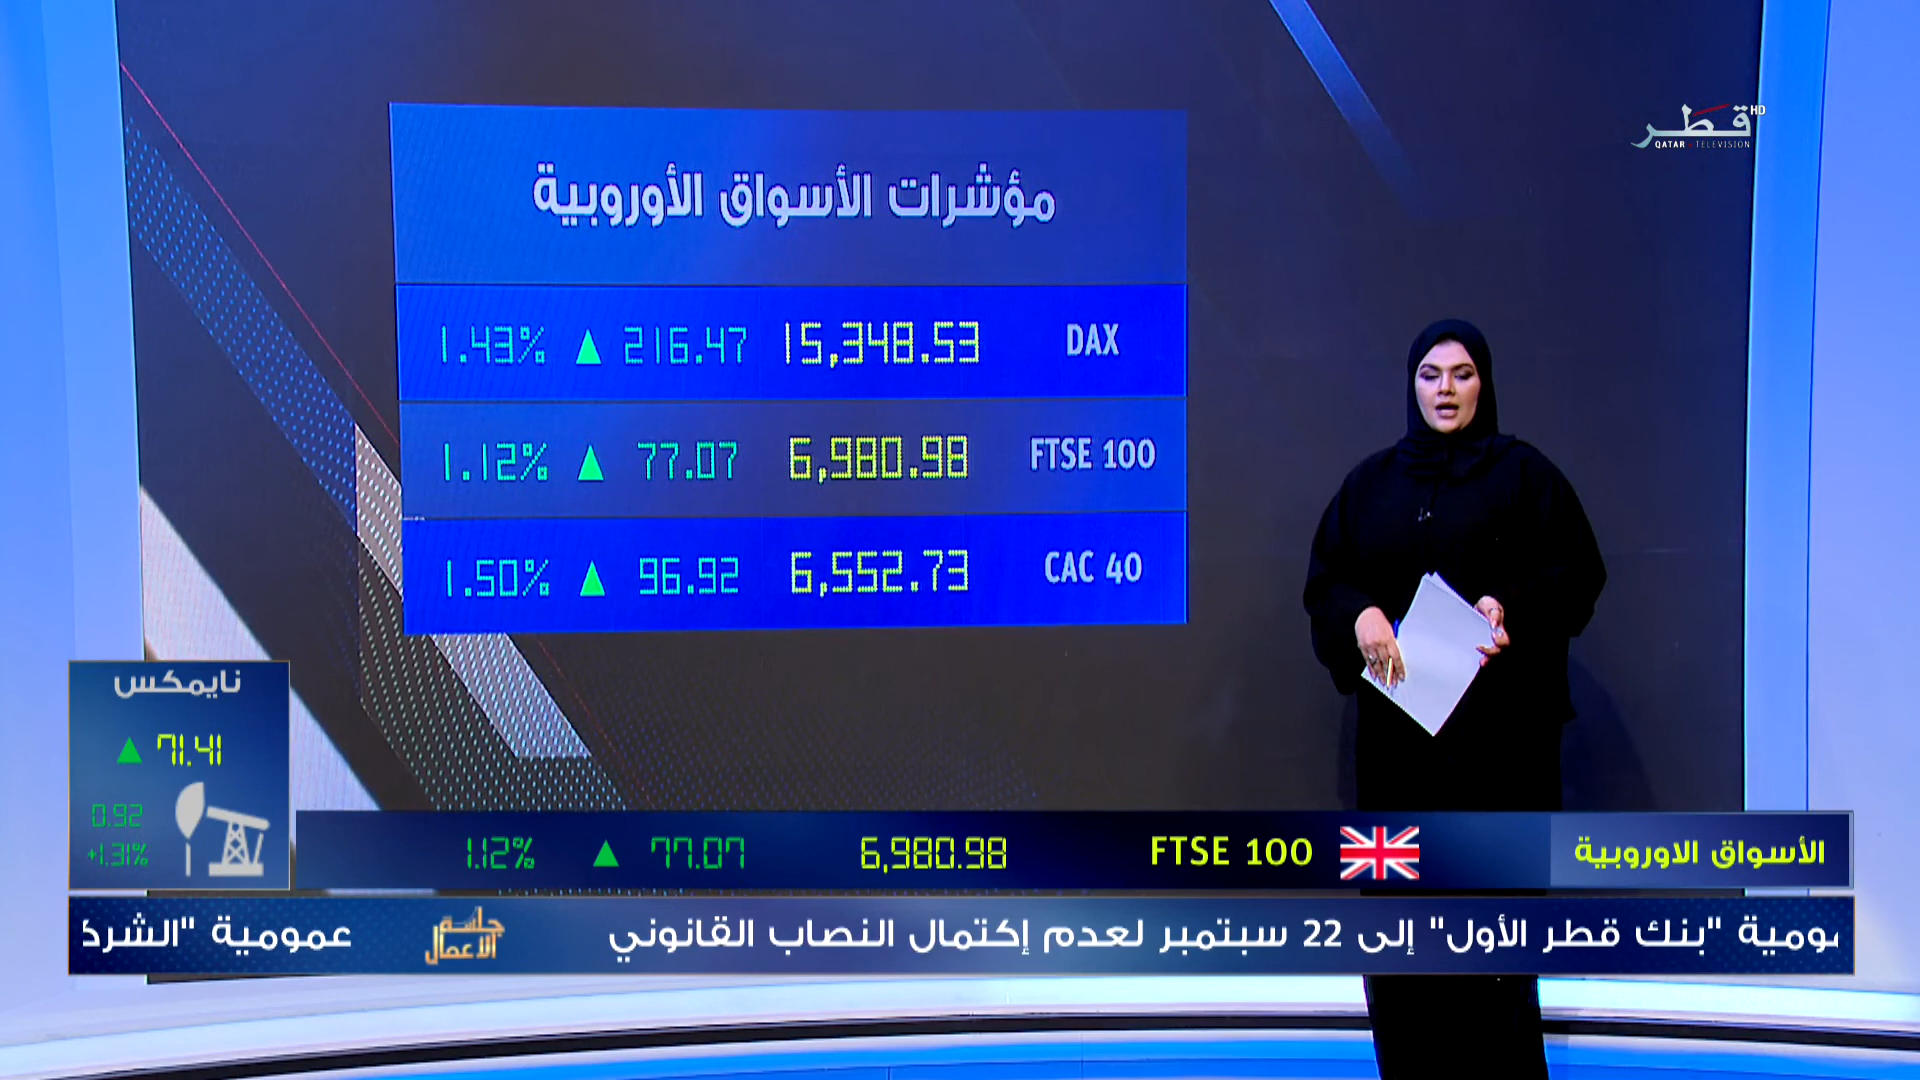 قطر HD
QATAR TELEVISION
مؤشرات الأسواق الأوروبية
DAX 15,348.53 216.47 ▲ 1.43%
FTSE 100 6,980.98 77.07 ▲ 1.12%
CAC 40 6,552.73 96.92 ▲ 1.50%
نايمكس
▲ 71.41
0.92
+1.31%
الأسواق الاوروبية FTSE 100 6,980.98 77.07 ▲ 1.12%
"بنك قطر الأول" إلى 22 سبتمبر لعدم إكتمال النصاب القانوني جلسة الأعمال عمومية